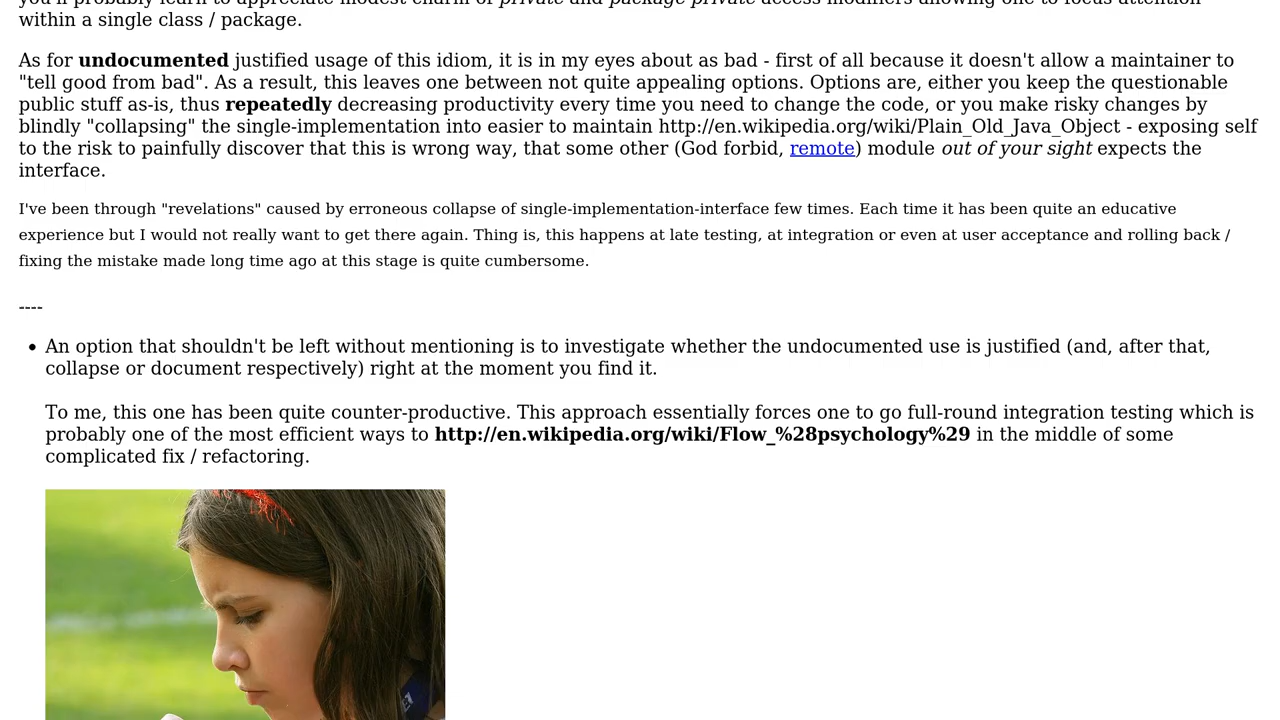 within a single class / package.
As for undocumented justified usage of this idiom, it is in my eyes about as bad - first of all because it doesn't allow a maintainer to
"tell good from bad". As a result, this leaves one between not quite appealing options. Options are, either you keep the questionable
public stuff as-is, thus repeatedly decreasing productivity every time you need to change the code, or you make risky changes by
blindly "collapsing" the single-implementation into easier to maintain http://en.wikipedia.org/wiki/Plain_Old_Java_Object - exposing self
to the risk to painfully discover that this is wrong way, that some other (God forbid, remote) module out of your sight expects the
interface.
I've been through "revelations" caused by erroneous collapse of single-implementation-interface few times. Each time it has been quite an educative
experience but I would not really want to get there again. Thing is, this happens at late testing, at integration or even at user acceptance and rolling back /
fixing the mistake made long time ago at this stage is quite cumbersome.
----
• An option that shouldn't be left without mentioning is to investigate whether the undocumented use is justified (and, after that,
collapse or document respectively) right at the moment you find it.
To me, this one has been quite counter-productive. This approach essentially forces one to go full-round integration testing which is
probably one of the most efficient ways to http://en.wikipedia.org/wiki/Flow_%28psychology%29 in the middle of some
complicated fix / refactoring.